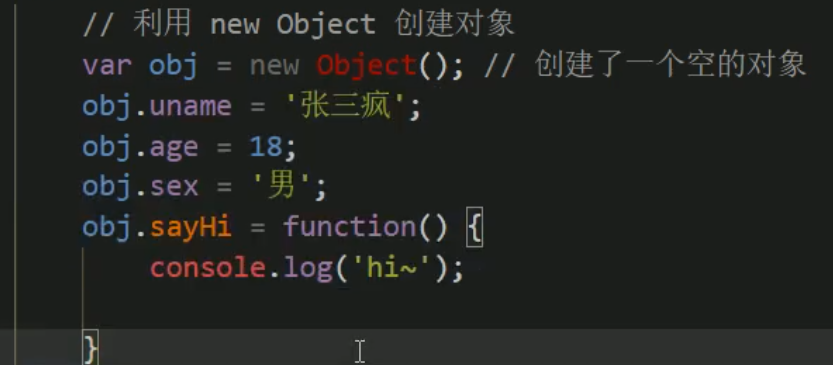 // 利用 new Object 创建对象
var obj = new Object(); // 创建了一个空的对象
obj.uname = '张三疯';
obj.age = 18;
obj.sex = '男';
obj.sayHi = function() {
console.log('hi~');
}